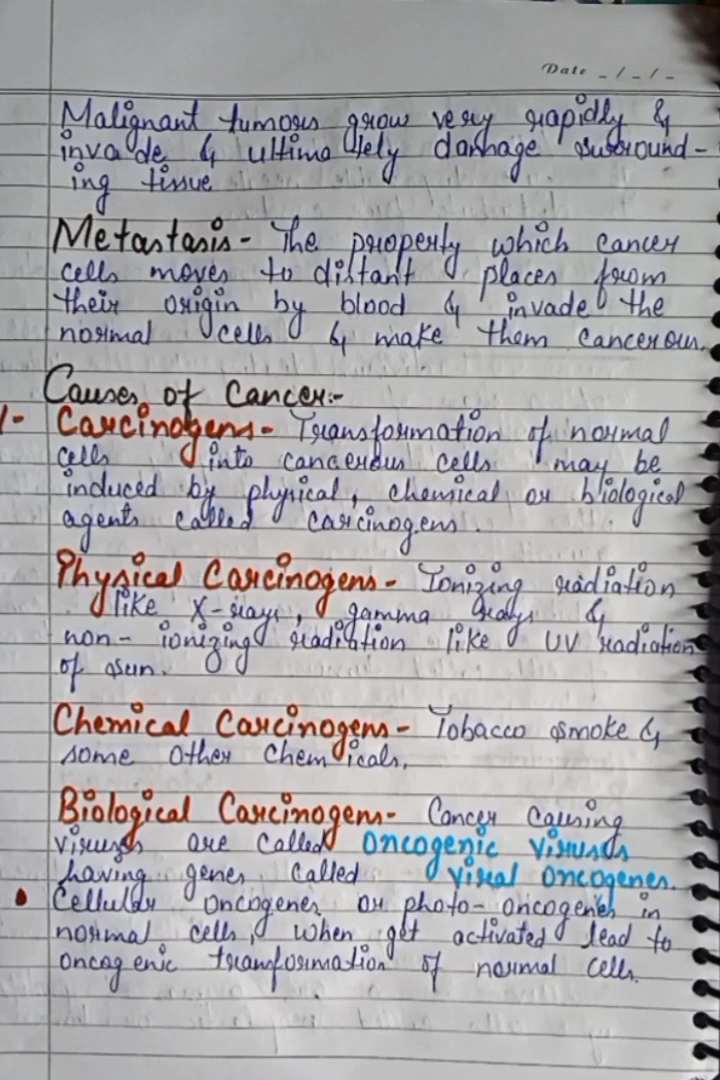 Date _ / _ / _
Malignant tumors grow very rapidly &
invade & ultimately damage surround-
ing tissue
Metastasis - The property which cancer
cells moves to distant places from
their origin by blood & invade the
normal cells & make them cancerous.
Causes of Cancer:-
1- Carcinogens - Transformation of normal
cells into cancerous cells may be
induced by physical, chemical or biological
agents called carcinogens.
Physical Carcinogens - Ionizing radiation
like X-rays, gamma rays &
non-ionizing radiation like UV radiation
of sun.
Chemical Carcinogens - Tobacco smoke &
some other chemicals,
Biological Carcinogens - Cancer causing
viruses are called Oncogenic Viruses
having genes called viral oncogenes.
• Cellular oncogenes or photo-oncogenes in
normal cells, when get activated lead to
oncogenic transformation of normal cells.